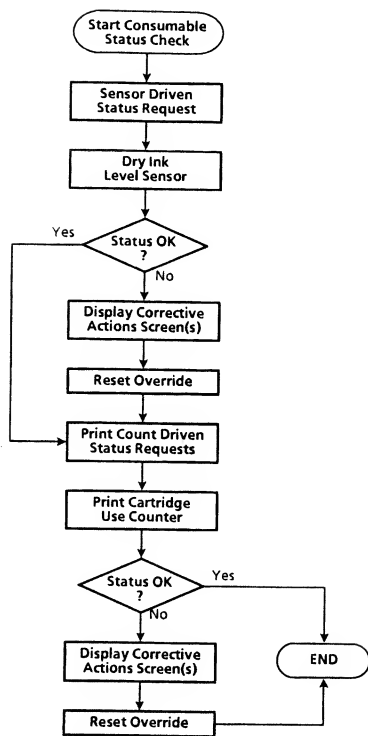 Start Consumable
Status Check
Sensor Driven
Status Request
Dry Ink
Level Sensor
Yes
Status OK
?
No
Display Corrective
Actions Screen(s)
Reset Override
Print Count Driven
Status Requests
Print Cartridge
Use Counter
Status OK
?
Yes
No
Display Corrective
Actions Screen(s)
END
Reset Override